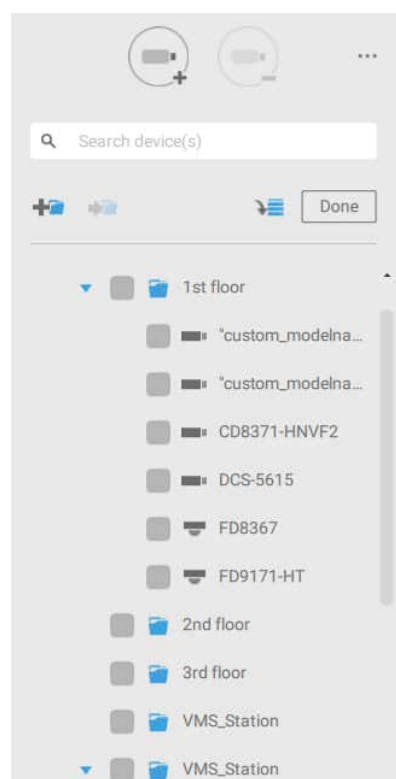 Search device(s)
Done
1st floor
"custom_modelna...
"custom_modelna...
CD8371-HNVF2
DCS-5615
FD8367
FD9171-HT
2nd floor
3rd floor
VMS_Station
VMS_Station